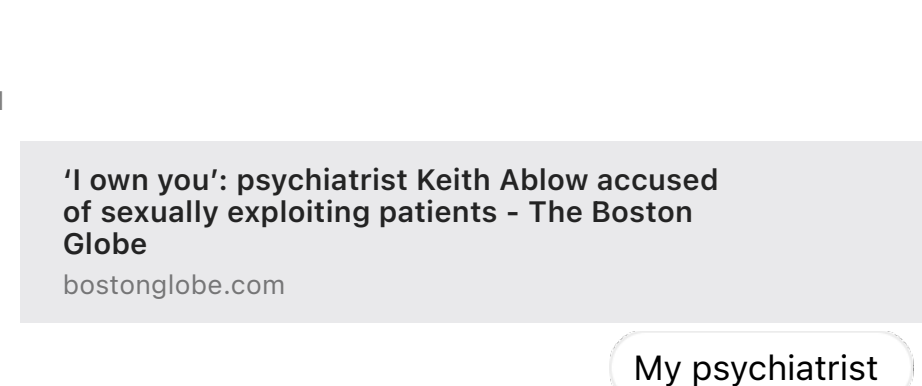 ‘I own you’: psychiatrist Keith Ablow accused
of sexually exploiting patients - The Boston
Globe
bostonglobe.com
My psychiatrist